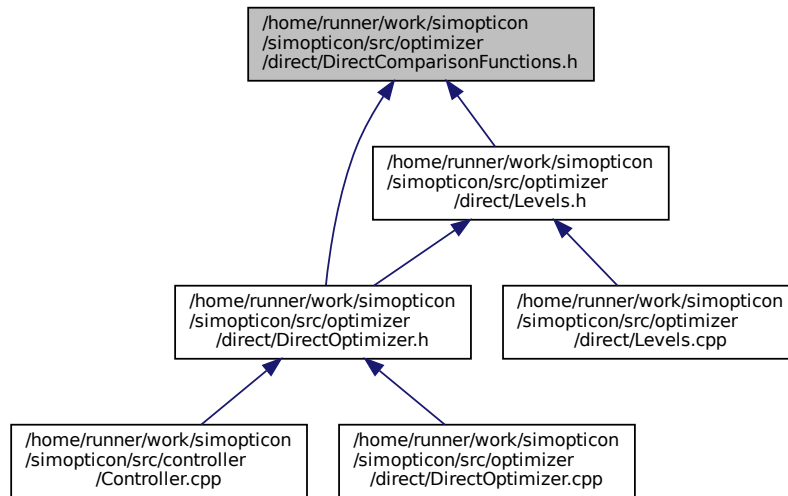 /home/runner/work/simopticon
/simopticon/src/optimizer
/direct/DirectComparisonFunctions.h
/home/runner/work/simopticon
/simopticon/src/optimizer
/direct/Levels.h
/home/runner/work/simopticon
/simopticon/src/optimizer
/direct/DirectOptimizer.h
/home/runner/work/simopticon
/simopticon/src/optimizer
/direct/Levels.cpp
/home/runner/work/simopticon
/simopticon/src/controller
/Controller.cpp
/home/runner/work/simopticon
/simopticon/src/optimizer
/direct/DirectOptimizer.cpp